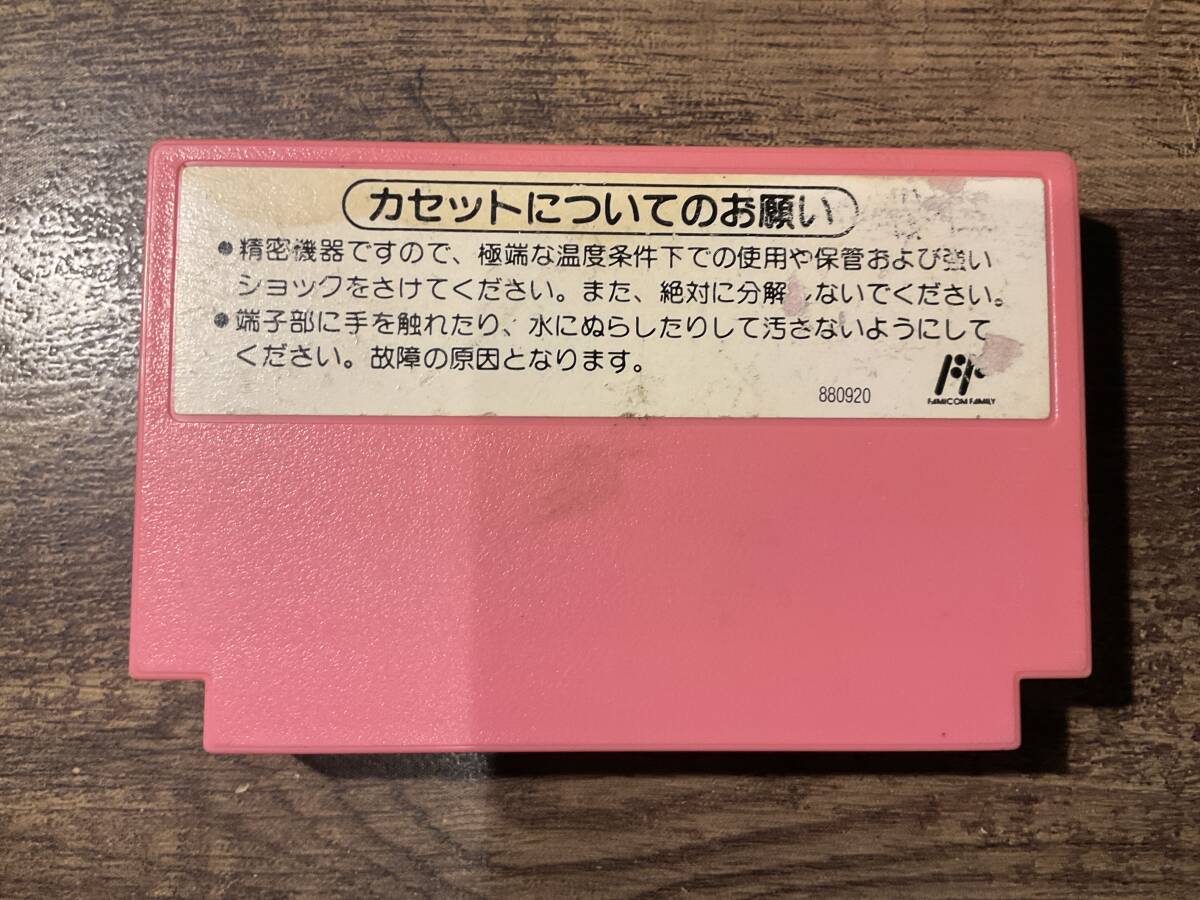 カセットについてのお願い
●精密機器ですので、極端な温度条件下での使用や保管および強い
ショックをさけてください。また、絶対に分解しないでください。
●端子部に手を触れたり、水にぬらしたりして汚さないようにして
ください。故障の原因となります。
880920
FAMICOM FAMILY